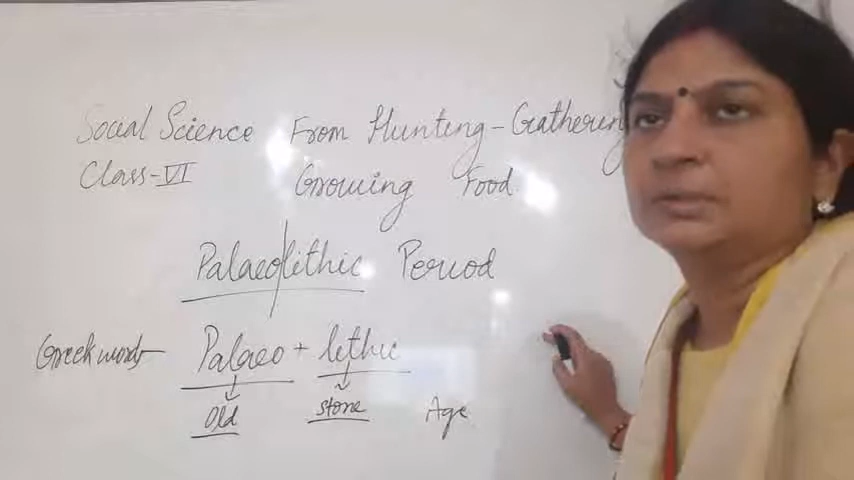 Social Science From Hunting-Gathering
Class-VI Growing Food.
Palaeolithic Period
Greek words Palaeo + lithic
Old stone Age